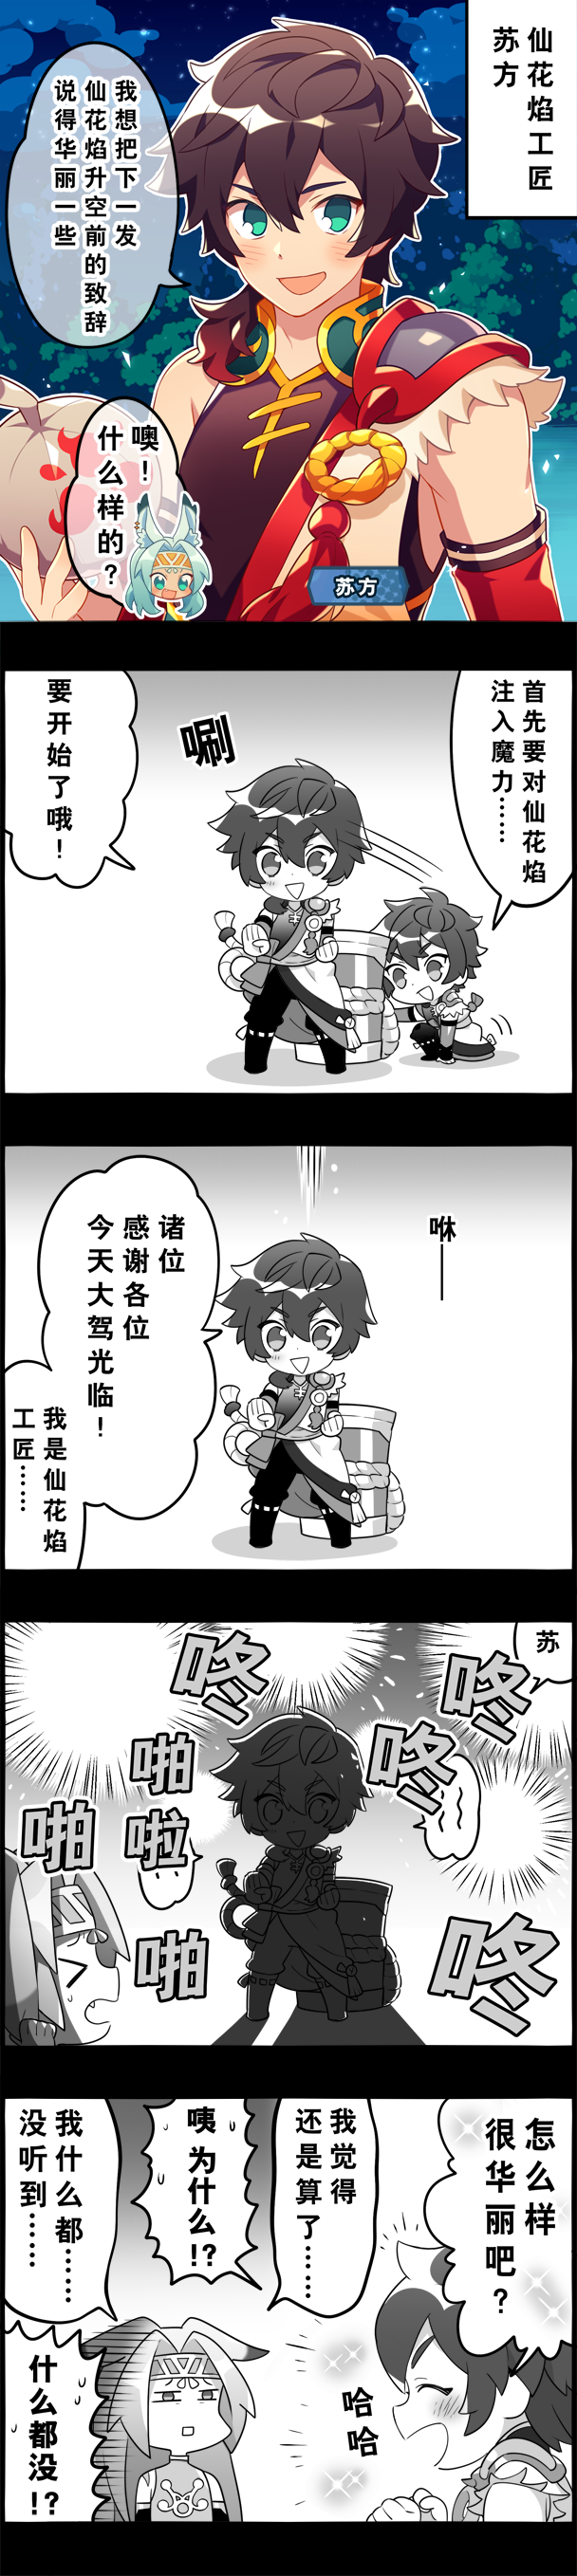 仙花焰工匠
苏方
我想把下一发
仙花焰升空前的致辞
说得华丽一些
噢！
什么样的？
苏方
首先要对仙花焰
注入魔力……
唰
要开始了哦！
咻——
诸位
感谢各位
今天大驾光临！
我是仙花焰
工匠……
苏
咚
咚
咚
啪
啦
啪
啪
咚
怎么样
很华丽吧？
哈哈
我觉得
还是算了……
咦 为什么!?
我什么都……
没听到……
什么都没!?